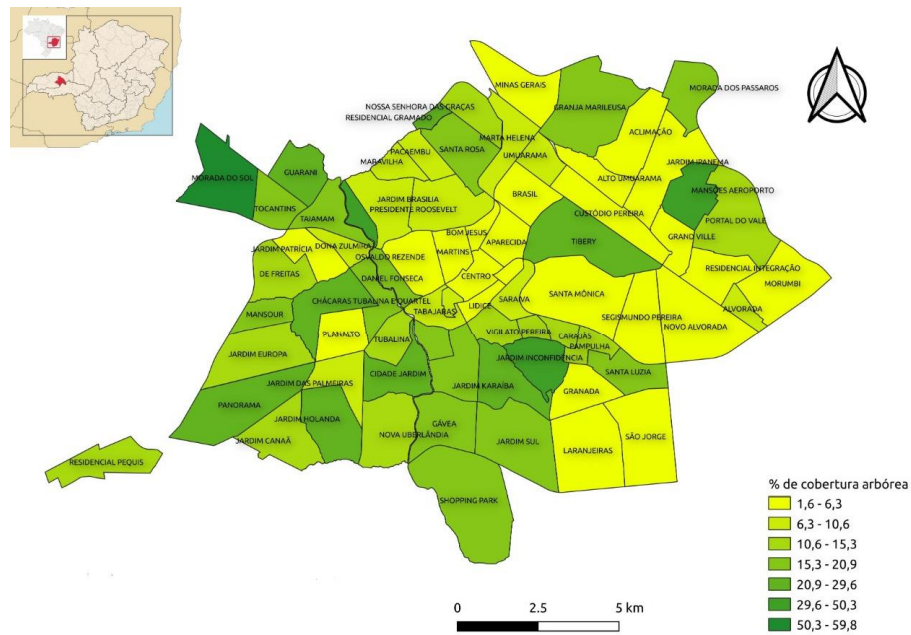 MINAS GERAIS
MORADA DOS PASSAROS
NOSSA SENHORA DAS GRAÇAS
GRANJA MARILEUSA
RESIDENCIAL GRAMADO
MARTA HELENA
ACLIMAÇÃO
PACAEMBU
SANTA ROSA
UMUARAMA
MARAVILHA
JARDIM IPANEMA
GUARANI
MORADA DO SOL
ALTO UMUARAMA
MANSÕES AEROPORTO
JARDIM BRASILIA
BRASIL
TOCANTINS
PRESIDENTE ROOSEVELT
CUSTÓDIO PEREIRA
TAIAMAM
PORTAL DO VALE
BOM JESUS
GRAND VILLE
JARDIM PATRÍCIA
DONA ZULMIRA
APARECIDA
TIBERY
MARTINS
OSVALDO REZENDE
DE FREITAS
DANIEL FONSECA
CENTRO
RESIDENCIAL INTEGRAÇÃO
MORUMBI
SANTA MÔNICA
CHÁCARAS TUBALINA E QUARTEL
SARAIVA
LIDICE
TABAJARAS
ALVORADA
MANSOUR
SEGISMUNDO PEREIRA
NOVO ALVORADA
VIGILATO PEREIRA
CARAJÁS
PLANALTO
TUBALINA
PAMPULHA
JARDIM EUROPA
JARDIM INCONFIDÊNCIA
CIDADE JARDIM
SANTA LUZIA
JARDIM DAS PALMEIRAS
JARDIM KARAÍBA
GRANADA
PANORAMA
JARDIM HOLANDA
GÁVEA
NOVA UBERLÂNDIA
SÃO JORGE
JARDIM CANAÃ
JARDIM SUL
LARANJEIRAS
RESIDENCIAL PEQUIS
SHOPPING PARK
% de cobertura arbórea
1,6 - 6,3
6,3 - 10,6
10,6 - 15,3
15,3 - 20,9
20,9 - 29,6
29,6 - 50,3
50,3 - 59,8
0 2.5 5 km